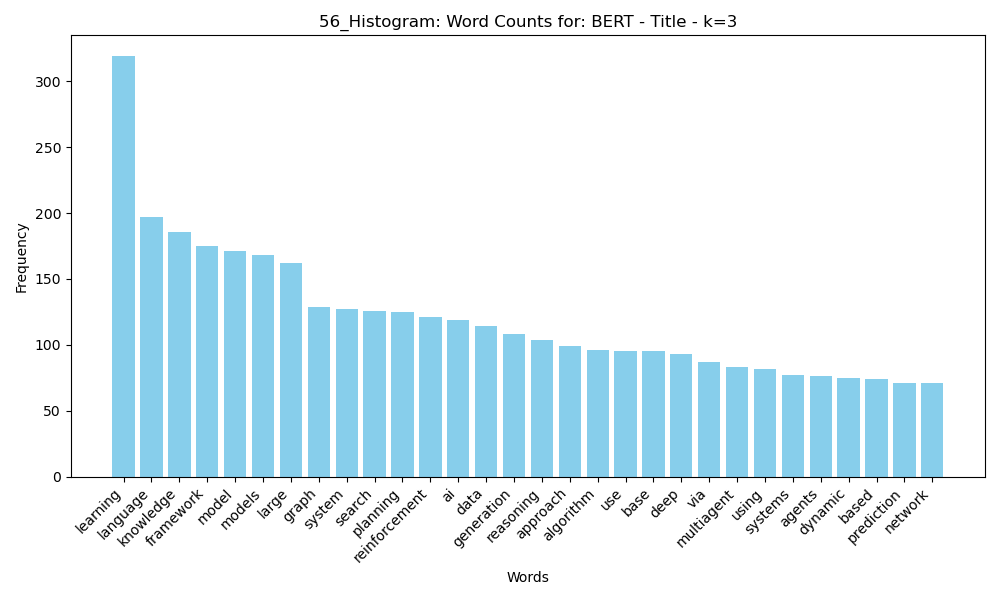 56_Histogram: Word Counts for: BERT - Title - k=3
Frequency
300
250
200
150
100
50
0
learning
language
knowledge
framework
model
models
large
graph
system
search
planning
reinforcement
ai
data
generation
reasoning
approach
algorithm
use
base
deep
via
multiagent
using
systems
agents
dynamic
based
prediction
network
Words